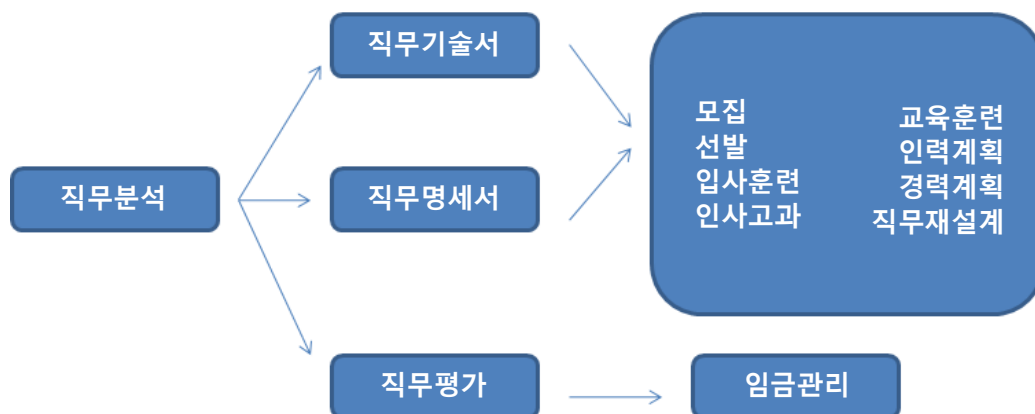 직무기술서
직무분석
직무명세서
모집
선발
입사훈련
인사고과
교육훈련
인력계획
경력계획
직무재설계
직무평가
임금관리